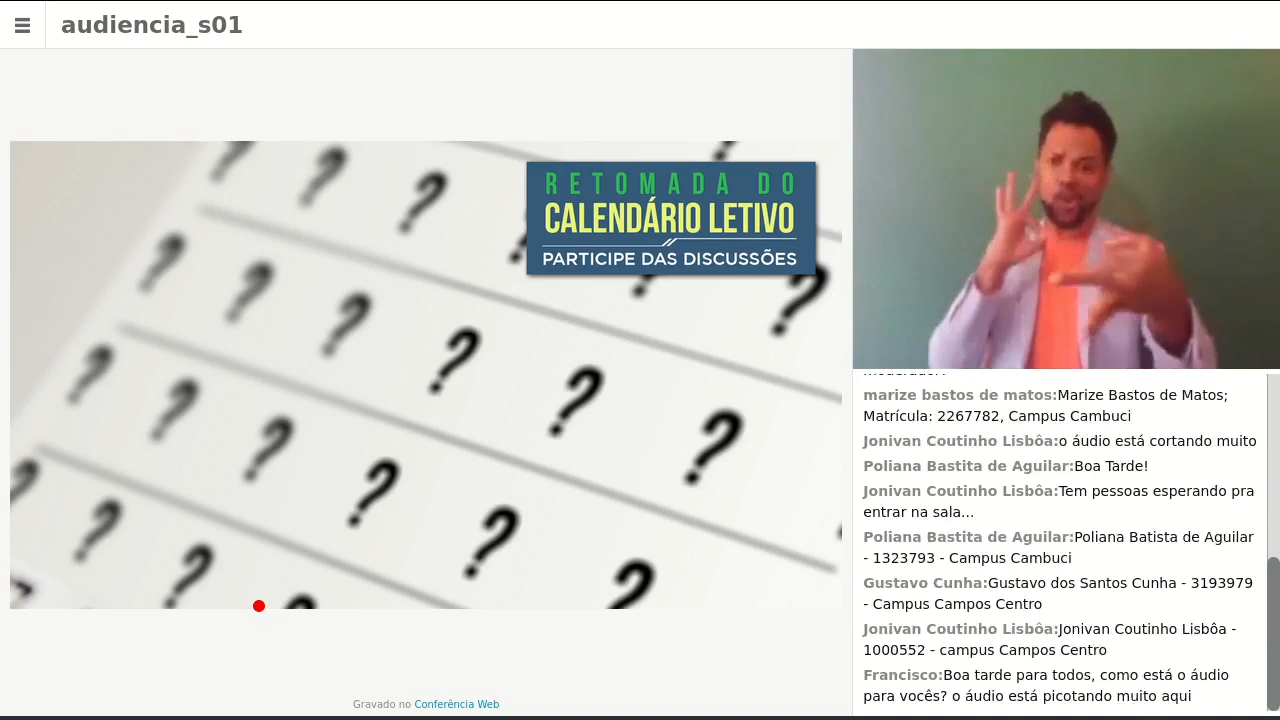 audiencia_s01
RETOMADA DO
CALENDÁRIO LETIVO
PARTICIPE DAS DISCUSSÕES
? ? ?
? ? ? ? ? ?
? ? ? ? ? ?
? ? ?
marize bastos de matos:Marize Bastos de Matos;
Matrícula: 2267782, Campus Cambuci
Jonivan Coutinho Lisbôa:o áudio está cortando muito
Poliana Bastita de Aguilar:Boa Tarde!
Jonivan Coutinho Lisbôa:Tem pessoas esperando pra
entrar na sala...
Poliana Bastita de Aguilar:Poliana Batista de Aguilar
- 1323793 - Campus Cambuci
Gustavo Cunha:Gustavo dos Santos Cunha - 3193979
- Campus Campos Centro
Jonivan Coutinho Lisbôa:Jonivan Coutinho Lisbôa -
1000552 - campus Campos Centro
Francisco:Boa tarde para todos, como está o áudio
para vocês? o áudio está picotando muito aqui
Gravado no Conferência Web